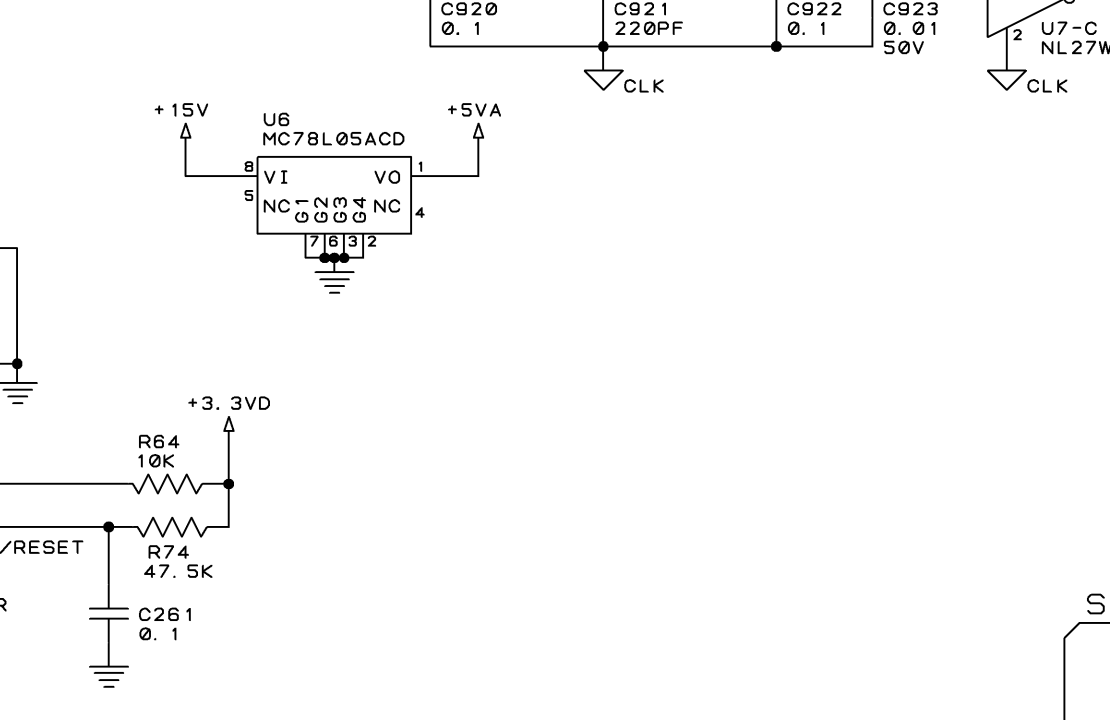 C920
0.1
C921
220PF
C922
0.1
C923
0.01
50V
2
U7-C
NL27W
CLK
CLK
+15V
+5VA
U6
MC78L05ACD
8
VI
VO
1
5
NC
G1
G2
G3
G4
NC
4
7
6
3
2
+3.3VD
R64
10K
/RESET
R74
47.5K
R
C261
0.1
S